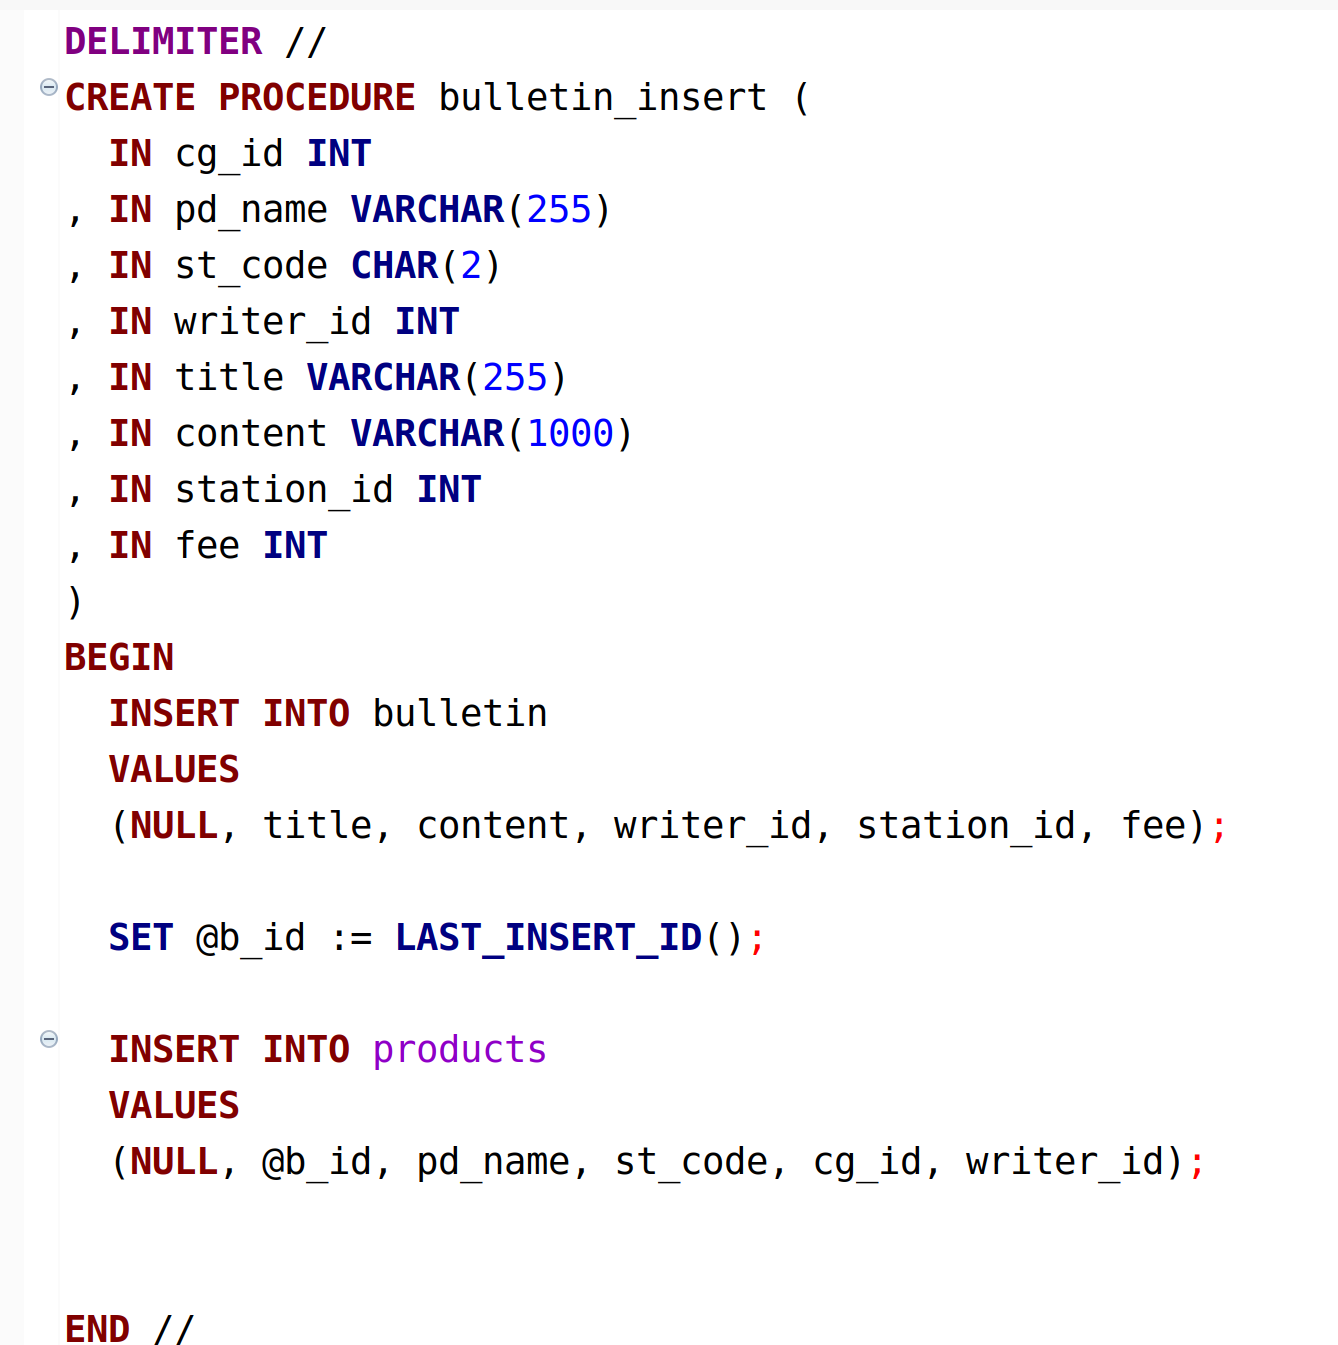 DELIMITER //
CREATE PROCEDURE bulletin_insert (
  IN cg_id INT
, IN pd_name VARCHAR(255)
, IN st_code CHAR(2)
, IN writer_id INT
, IN title VARCHAR(255)
, IN content VARCHAR(1000)
, IN station_id INT
, IN fee INT
)
BEGIN
  INSERT INTO bulletin
  VALUES
  (NULL, title, content, writer_id, station_id, fee);
  SET @b_id := LAST_INSERT_ID();
  INSERT INTO products
  VALUES
  (NULL, @b_id, pd_name, st_code, cg_id, writer_id);
END //